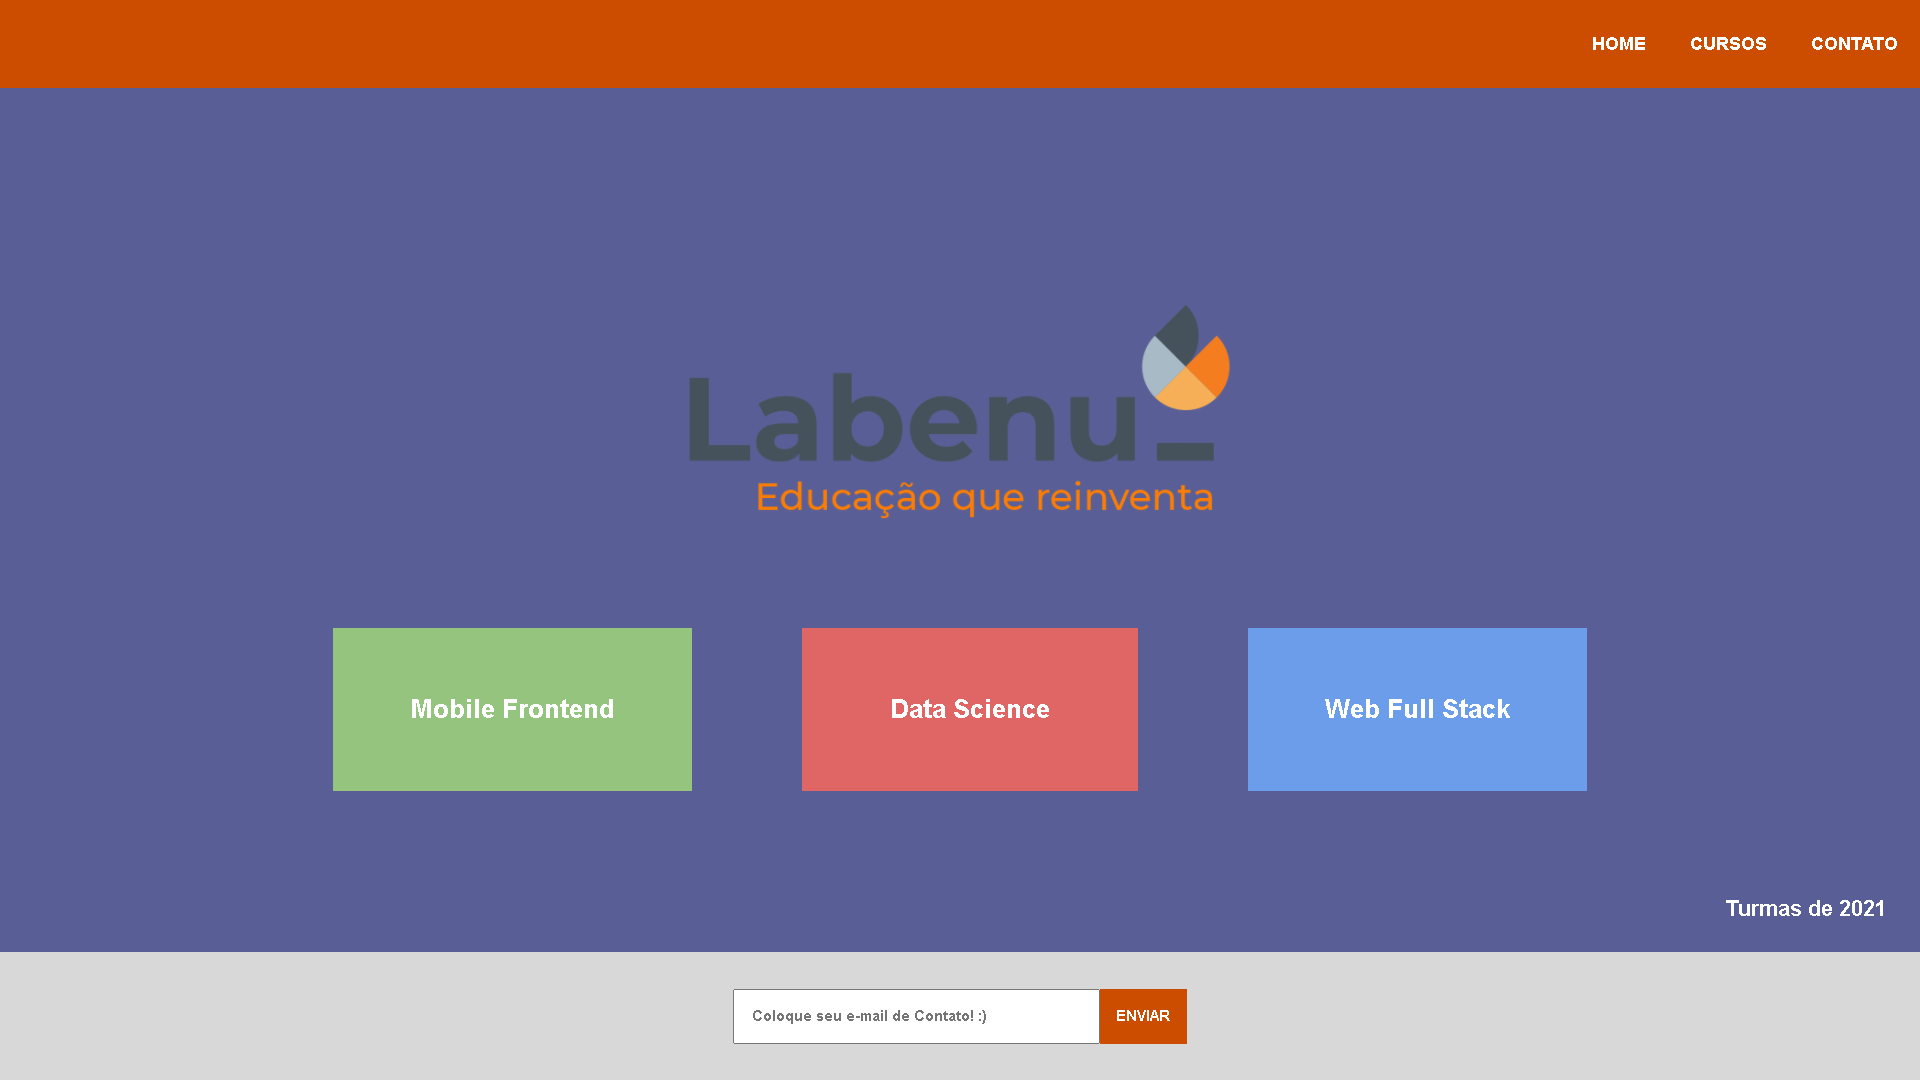 HOME CURSOS CONTATO
Labenu_
Educação que reinventa
Mobile Frontend
Data Science
Web Full Stack
Turmas de 2021
Coloque seu e-mail de Contato! :)
ENVIAR